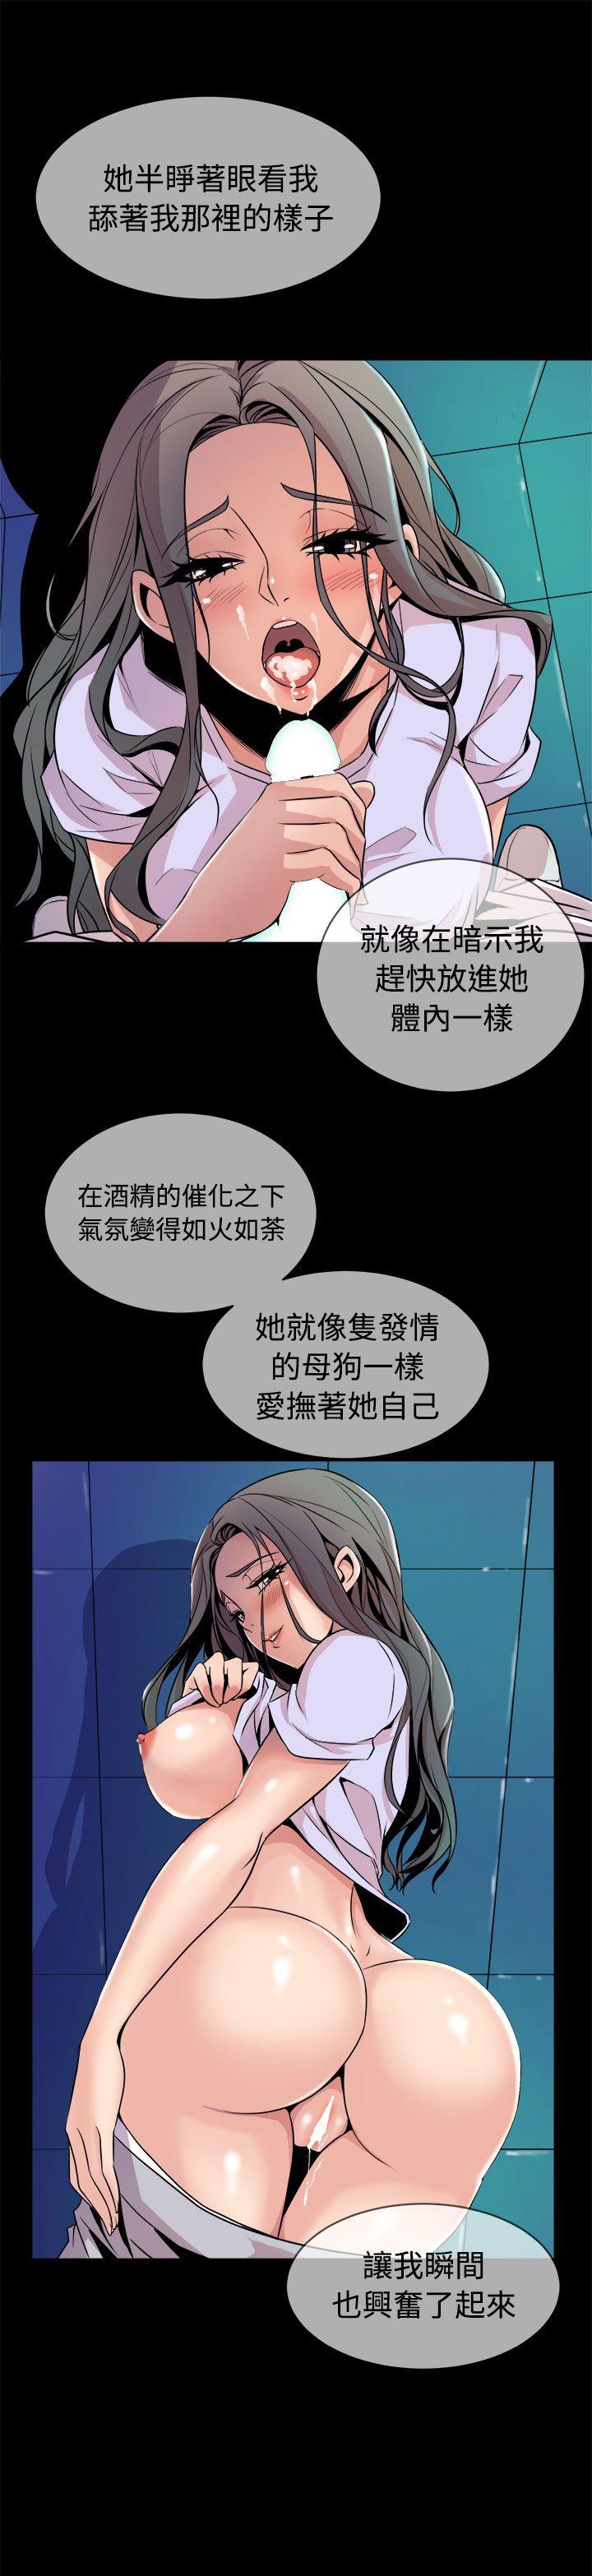 她半睜著眼看我
舔著我那裡的樣子
就像在暗示我
趕快放進她
體內一樣
在酒精的催化之下
氣氛變得如火如荼
她就像隻發情
的母狗一樣
愛撫著她自己
讓我瞬間
也興奮了起來